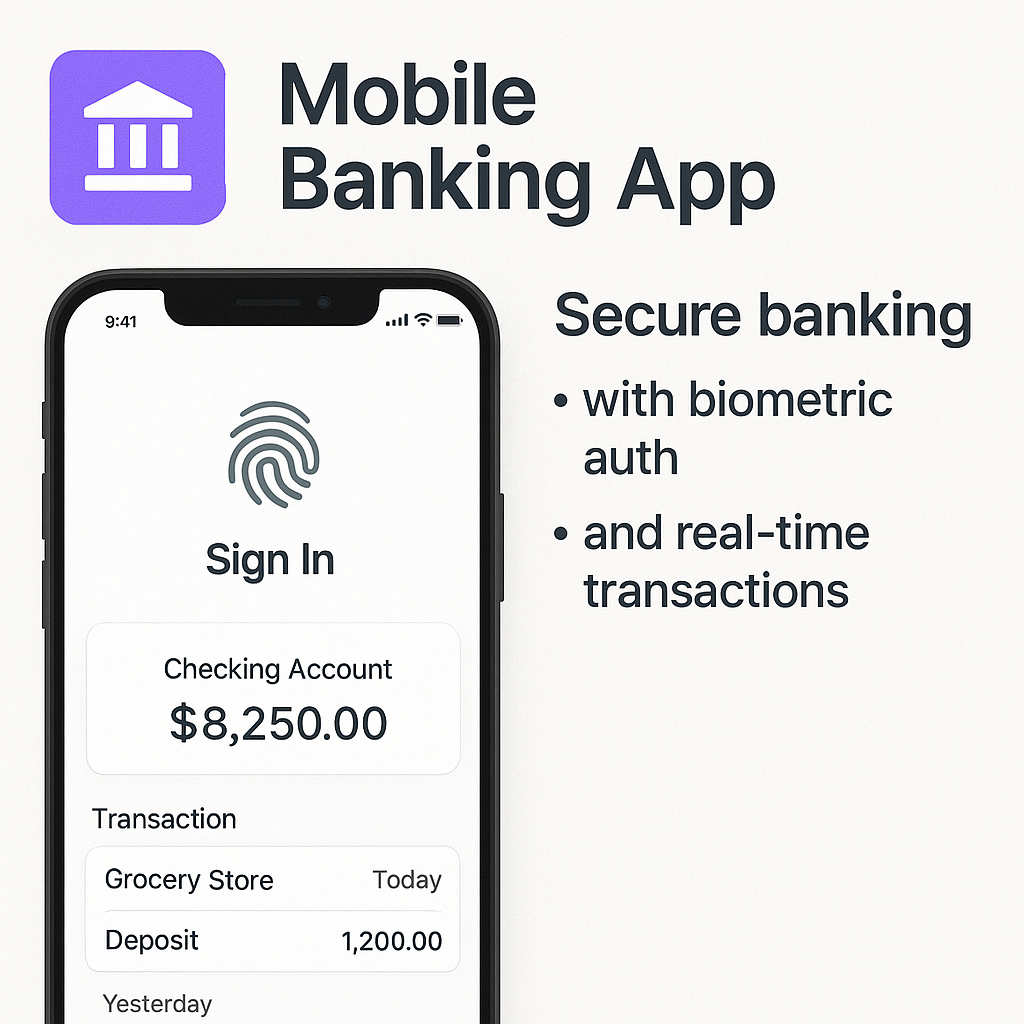 Mobile
Banking App
9:41
Sign In
Checking Account
$8,250.00
Transaction
Grocery Store Today
Deposit 1,200.00
Yesterday
Secure banking
• with biometric
auth
• and real-time
transactions